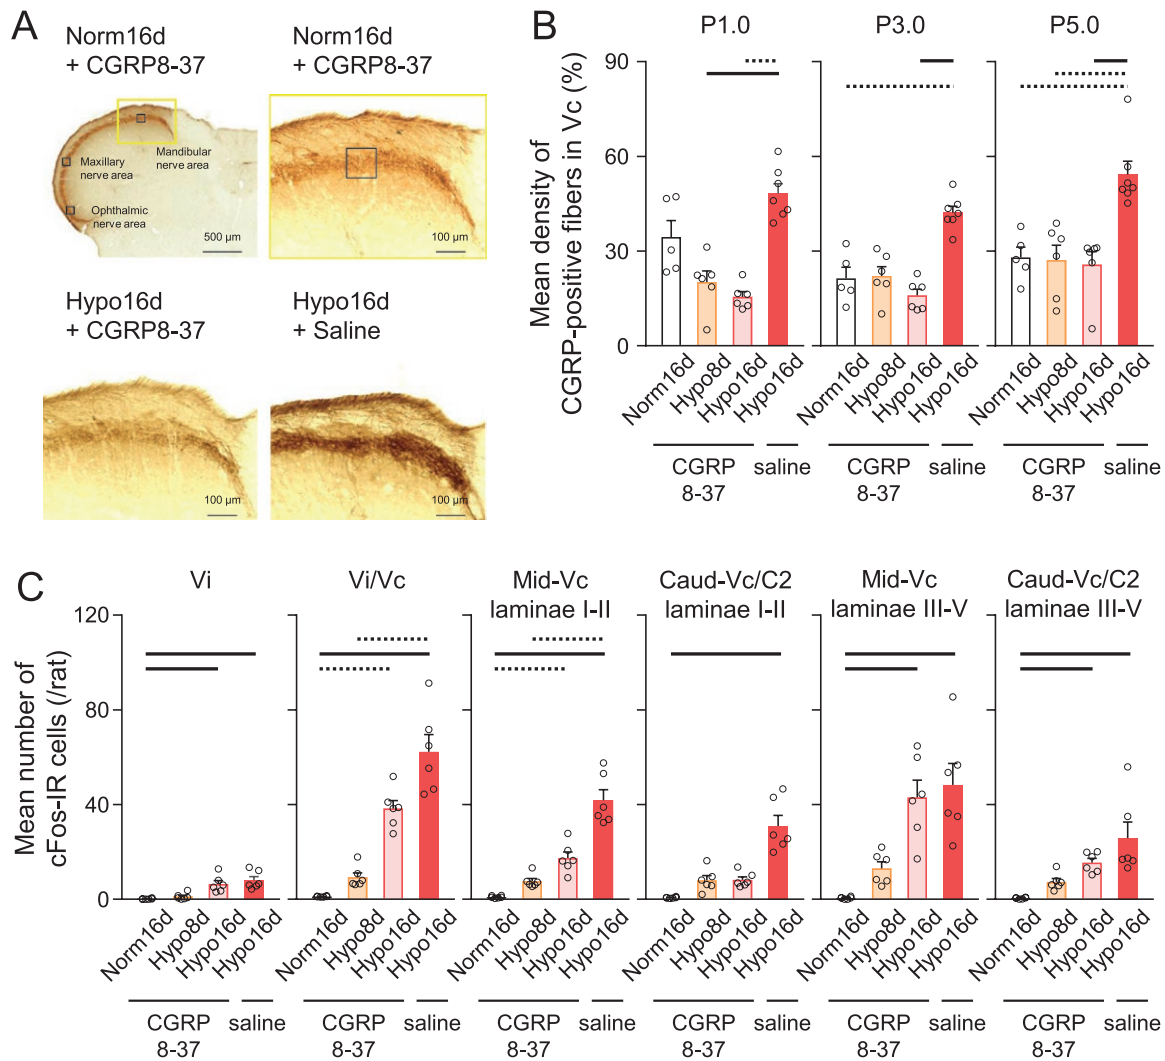 A
Norm16d
+ CGRP8-37
Norm16d
+ CGRP8-37
Maxillary
nerve area
Mandibular
nerve area
Ophthalmic
nerve area
500 µm
100 µm
Hypo16d
+ CGRP8-37
Hypo16d
+ Saline
100 µm
100 µm
B
P1.0
P3.0
P5.0
Mean density of
CGRP-positive fibers in Vc (%)
90
60
30
0
Norm16d
Hypo8d
Hypo16d
Hypo16d
Norm16d
Hypo8d
Hypo16d
Hypo16d
Norm16d
Hypo8d
Hypo16d
Hypo16d
CGRP
8-37
saline
CGRP
8-37
saline
CGRP
8-37
saline
C
Vi
Vi/Vc
Mid-Vc
laminae I-II
Caud-Vc/C2
laminae I-II
Mid-Vc
laminae III-V
Caud-Vc/C2
laminae III-V
Mean number of
cFos-IR cells (/rat)
120
80
40
0
Norm16d
Hypo8d
Hypo16d
Hypo16d
Norm16d
Hypo8d
Hypo16d
Hypo16d
Norm16d
Hypo8d
Hypo16d
Hypo16d
Norm16d
Hypo8d
Hypo16d
Hypo16d
Norm16d
Hypo8d
Hypo16d
Hypo16d
Norm16d
Hypo8d
Hypo16d
Hypo16d
CGRP
8-37
saline
CGRP
8-37
saline
CGRP
8-37
saline
CGRP
8-37
saline
CGRP
8-37
saline
CGRP
8-37
saline